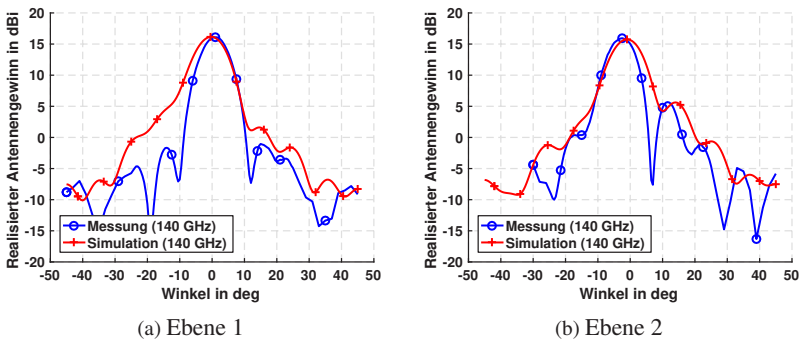 Realisierter Antennengewinn in dBi
20
15
10
5
0
-5
-10
-15
-20
Messung (140 GHz)
Simulation (140 GHz)
-50 -40 -30 -20 -10 0 10 20 30 40 50
Winkel in deg
(a) Ebene 1
Realisierter Antennengewinn in dBi
20
15
10
5
0
-5
-10
-15
-20
Messung (140 GHz)
Simulation (140 GHz)
-50 -40 -30 -20 -10 0 10 20 30 40 50
Winkel in deg
(b) Ebene 2